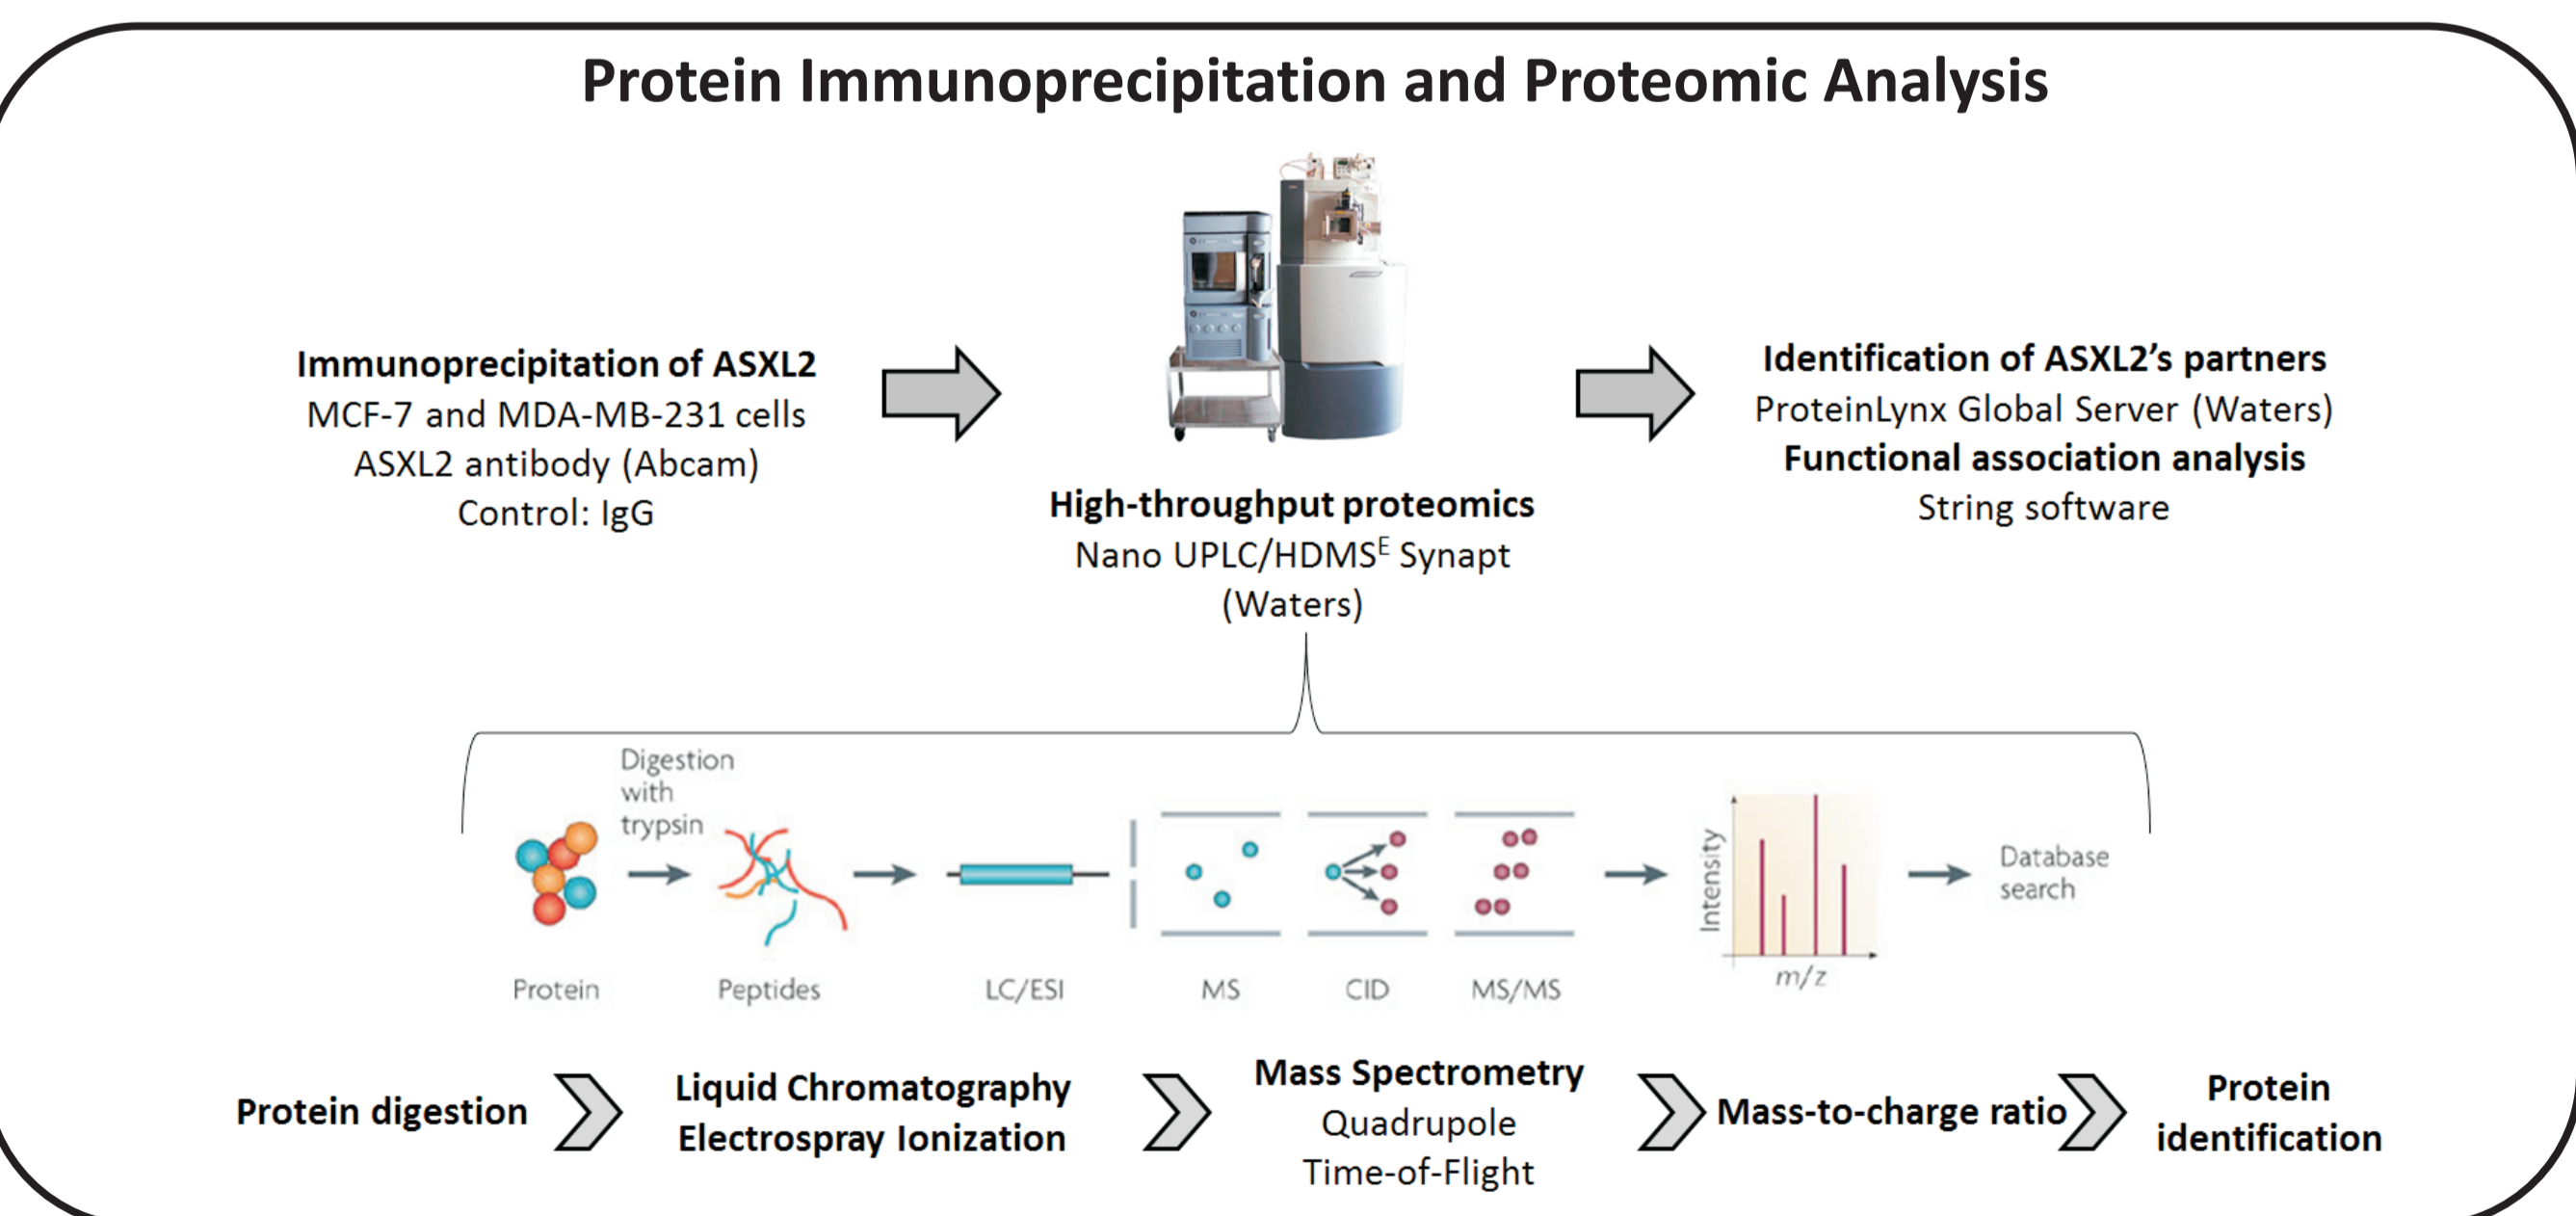 Protein Immunoprecipitation and Proteomic Analysis
Immunoprecipitation of ASXL2
MCF-7 and MDA-MB-231 cells
ASXL2 antibody (Abcam)
Control: IgG
High-throughput proteomics
Nano UPLC/HDMSᴱ Synapt
(Waters)
Identification of ASXL2’s partners
ProteinLynx Global Server (Waters)
Functional association analysis
String software
Digestion
with
trypsin
Protein
Peptides
LC/ESI
MS
CID
MS/MS
Intensity
m/z
Database
search
Protein digestion
Liquid Chromatography
Electrospray Ionization
Mass Spectrometry
Quadrupole
Time-of-Flight
Mass-to-charge ratio
Protein
identification